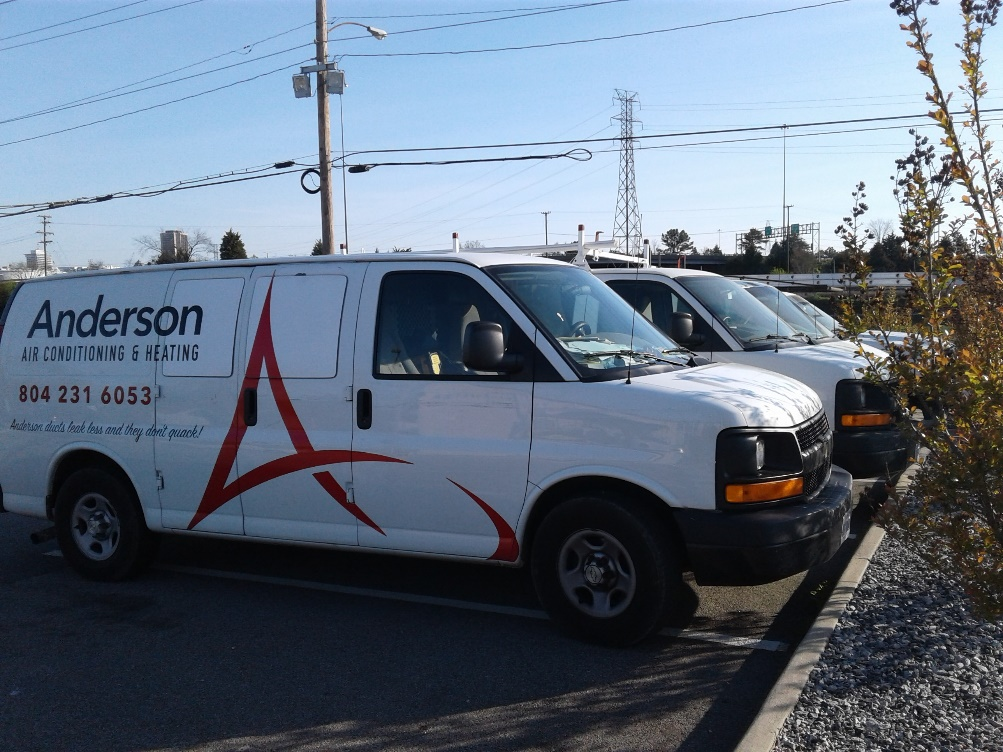 Anderson
AIR CONDITIONING & HEATING
804 231 6053
Anderson ducts leak less and they don't quack!